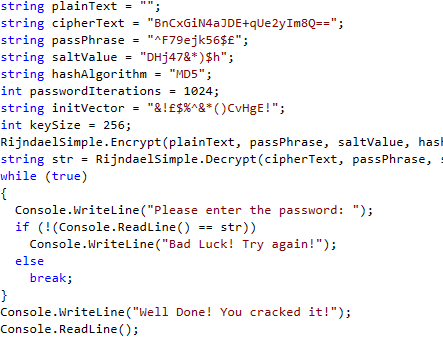 string plainText = "";
string cipherText = "BnCxGiN4aJDE+qUe2yIm8Q==";
string passPhrase = "^F79ejk56$£";
string saltValue = "DHj47&*)$h";
string hashAlgorithm = "MD5";
int passwordIterations = 1024;
string initVector = "&!£$%^&*()CvHgE!";
int keySize = 256;
RijndaelSimple.Encrypt(plainText, passPhrase, saltValue, hash
string str = RijndaelSimple.Decrypt(cipherText, passPhrase, s
while (true)
{
Console.WriteLine("Please enter the password: ");
if (!(Console.ReadLine() == str))
Console.WriteLine("Bad Luck! Try again!");
else
break;
}
Console.WriteLine("Well Done! You cracked it!");
Console.ReadLine();